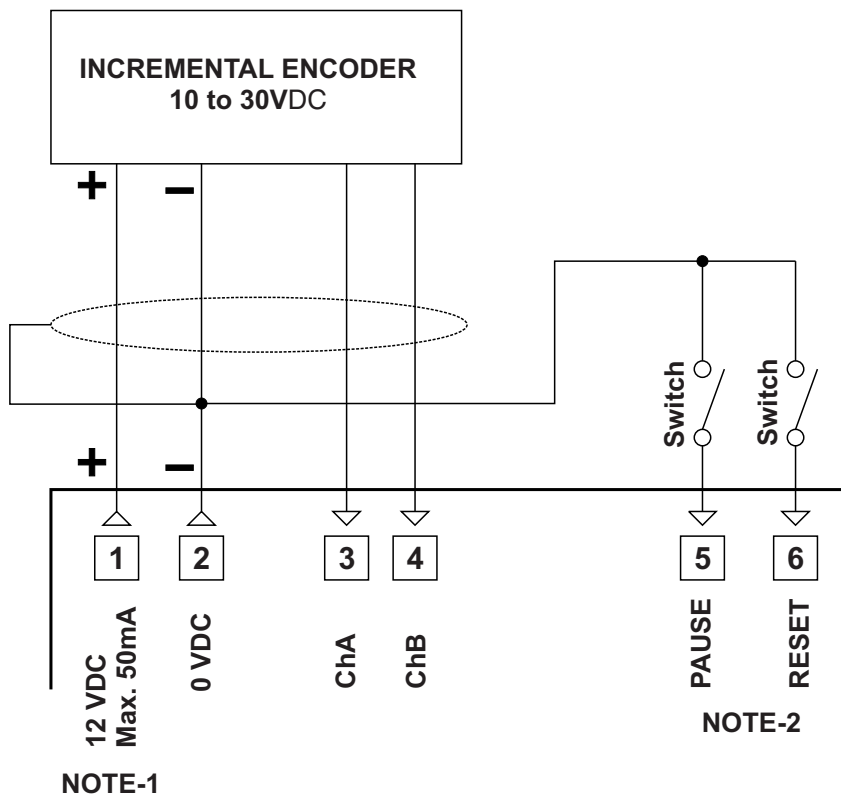 INCREMENTAL ENCODER
10 to 30VDC
+
−
Switch
Switch
+
−
1
2
3
4
5
6
12 VDC
Max. 50mA
0 VDC
ChA
ChB
PAUSE
RESET
NOTE-1
NOTE-2